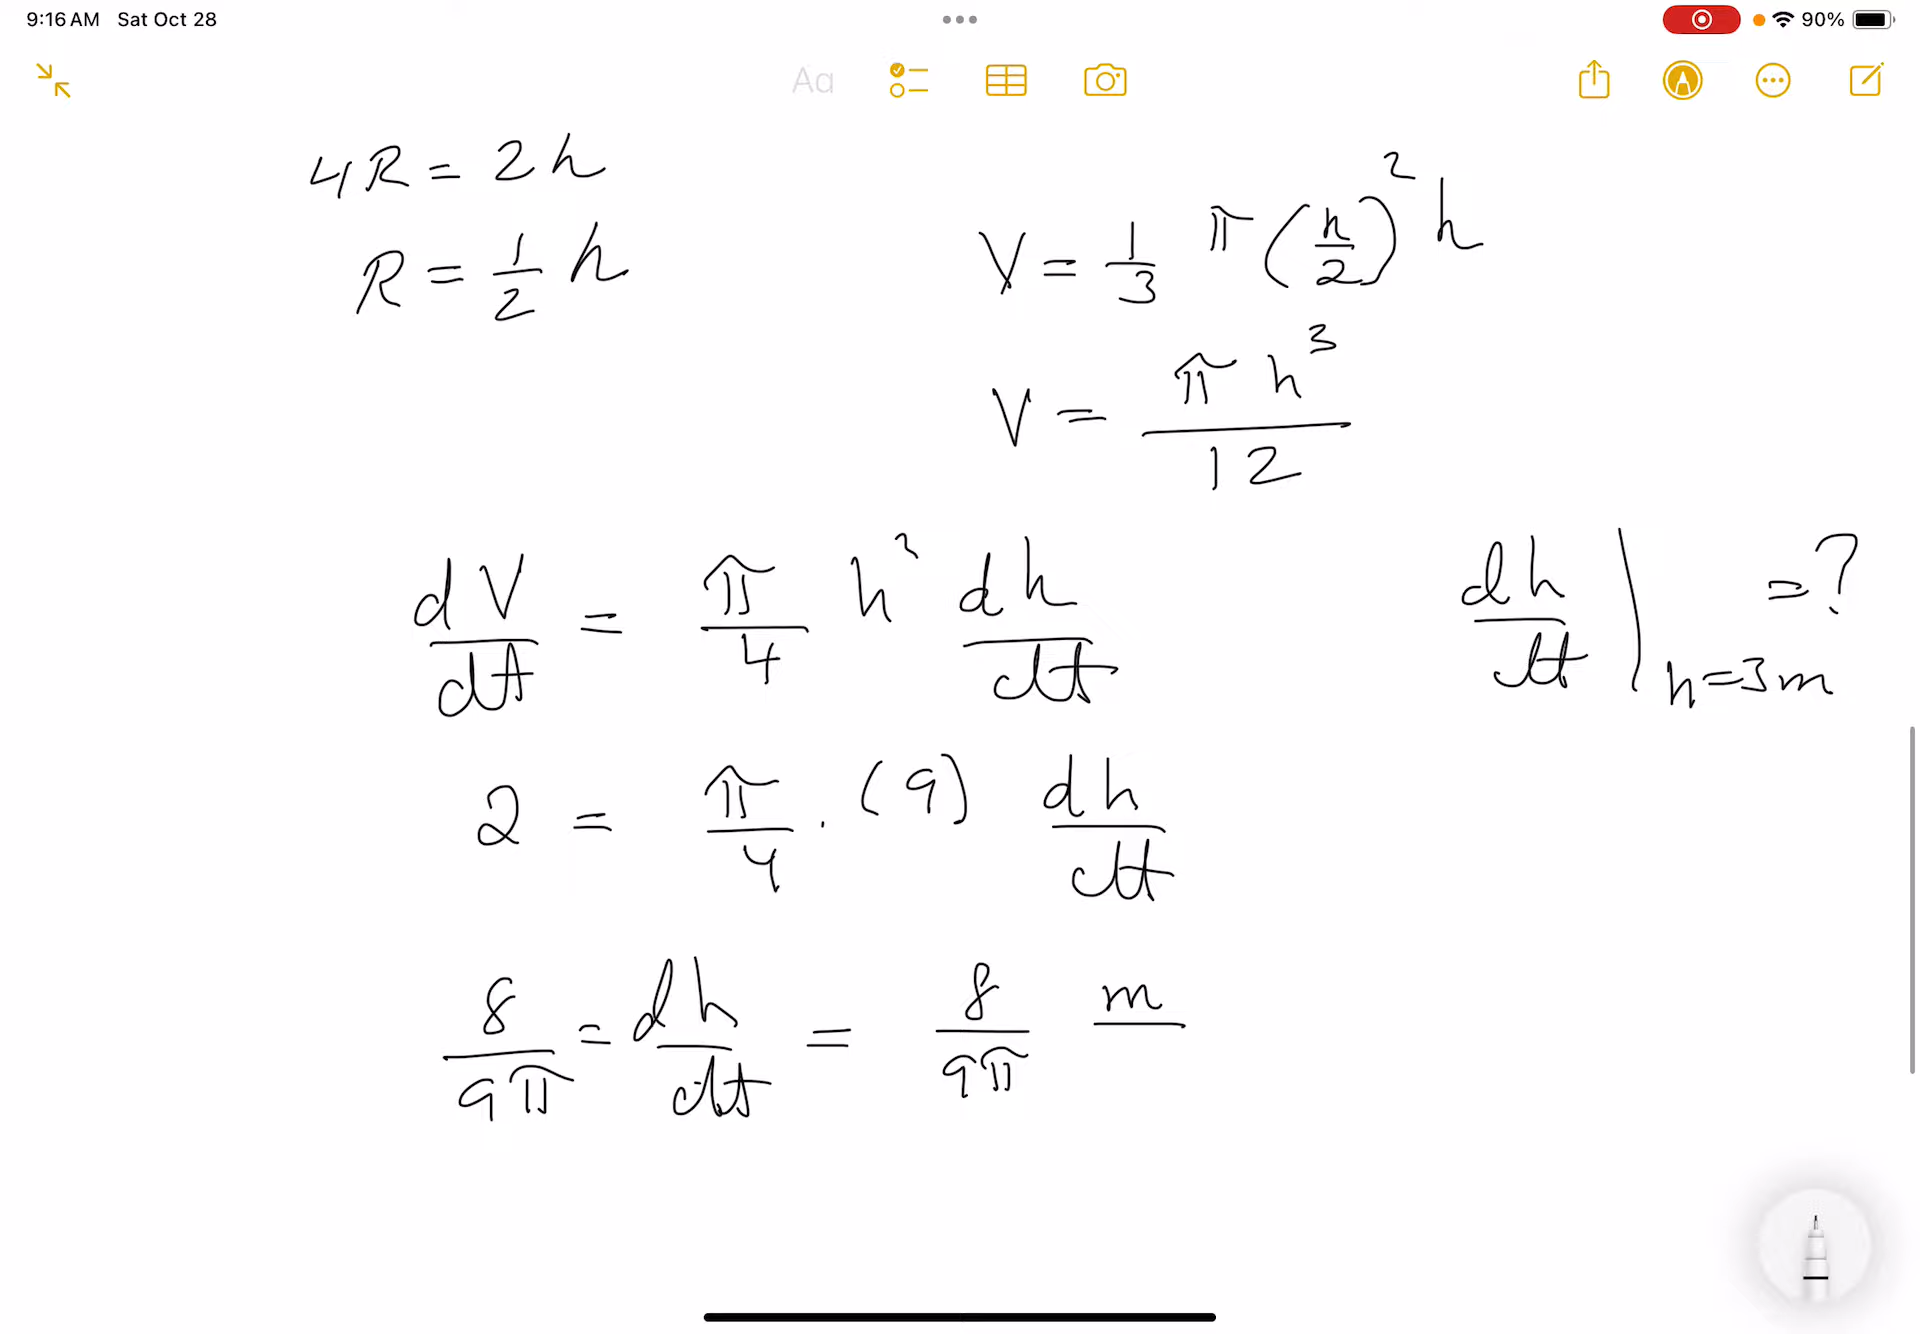 9:16 AM Sat Oct 28
90%
Aa
4R = 2h
R = 1/2 h
V = 1/3 π (h/2)² h
V = π h³ / 12
dV/dt = π/4 h² dh/dt
dh/dt | h=3m =?
2 = π/4 · (9) dh/dt
8/9π = dh/dt = 8/9π m